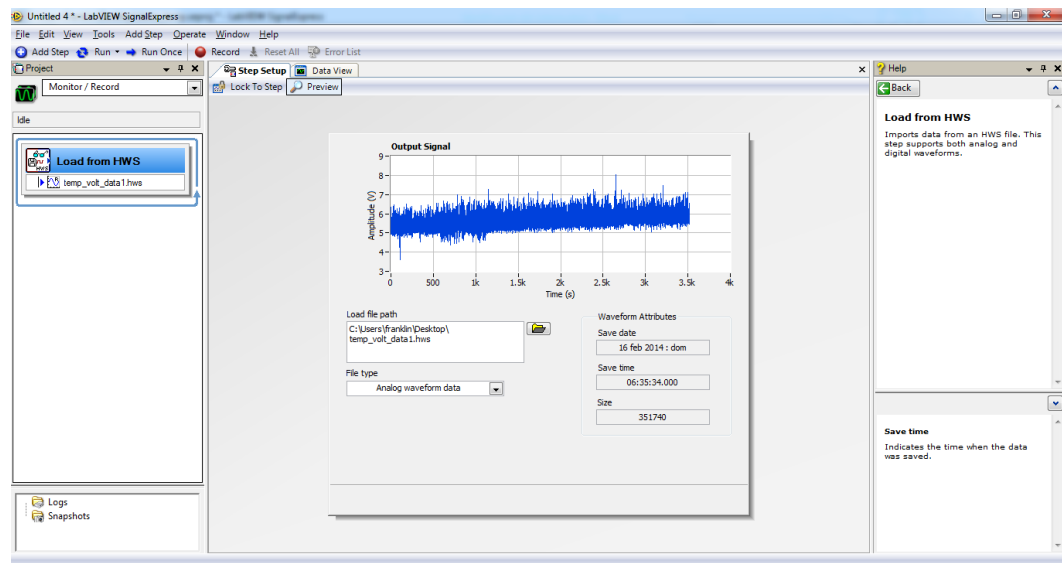 Untitled 4 * - LabVIEW SignalExpress
File Edit View Tools Add Step Operate Window Help
Add Step Run Run Once Record Reset All Error List
Project
Monitor / Record
Idle
Load from HWS
temp_volt_data1.hws
Logs
Snapshots
Step Setup Data View
Lock To Step Preview
Output Signal
Amplitude (V)
9
8
7
6
5
4
3
0 500 1k 1.5k 2k 2.5k 3k 3.5k 4k
Time (s)
Load file path
C:\Users\franklin\Desktop\
temp_volt_data1.hws
File type
Analog waveform data
Waveform Attributes
Save date
16 feb 2014 : dom
Save time
06:35:34.000
Size
351740
Help
Back
Load from HWS
Imports data from an HWS file. This
step supports both analog and
digital waveforms.
Save time
Indicates the time when the data
was saved.